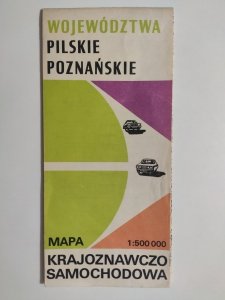 WOJEWÓDZTWA
PILSKIE
POZNAŃSKIE
MAPA 1:500 000
KRAJOZNAWCZO
SAMOCHODOWA